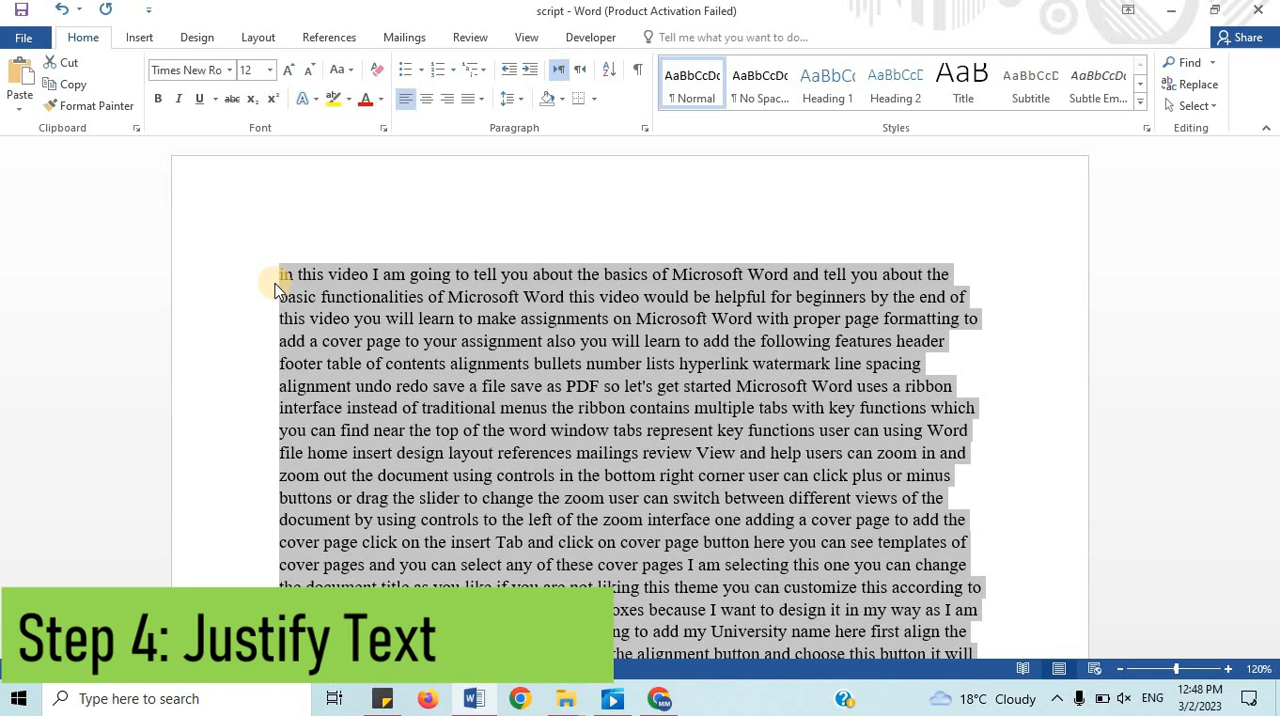 script - Word (Product Activation Failed)
File Home Insert Design Layout References Mailings Review View Developer Tell me what you want to do... Share
Paste
Cut
Copy
Format Painter
Clipboard
Times New Ro 12
Font
Paragraph
AaBbCcDc AaBbCcDc AaBbCc AaBbCcD AaB AaBbCcD AaBbCcD
¶ Normal ¶ No Spac... Heading 1 Heading 2 Title Subtitle Subtle Em...
Styles
Find
Replace
Select
Editing
in this video I am going to tell you about the basics of Microsoft Word and tell you about the
basic functionalities of Microsoft Word this video would be helpful for beginners by the end of
this video you will learn to make assignments on Microsoft Word with proper page formatting to
add a cover page to your assignment also you will learn to add the following features header
footer table of contents alignments bullets number lists hyperlink watermark line spacing
alignment undo redo save a file save as PDF so let's get started Microsoft Word uses a ribbon
interface instead of traditional menus the ribbon contains multiple tabs with key functions which
you can find near the top of the word window tabs represent key functions user can using Word
file home insert design layout references mailings review View and help users can zoom in and
zoom out the document using controls in the bottom right corner user can click plus or minus
buttons or drag the slider to change the zoom user can switch between different views of the
document by using controls to the left of the zoom interface one adding a cover page to add the
cover page click on the insert Tab and click on cover page button here you can see templates of
cover pages and you can select any of these cover pages I am selecting this one you can change
the document title as you like if you are not liking this theme you can customize this according to
because I want to design it in my way as I am
to add my University name here first align the
the alignment button and choose this button it will
Step 4: Justify Text
120%
Type here to search
18°C Cloudy
ENG
12:48 PM
3/2/2023